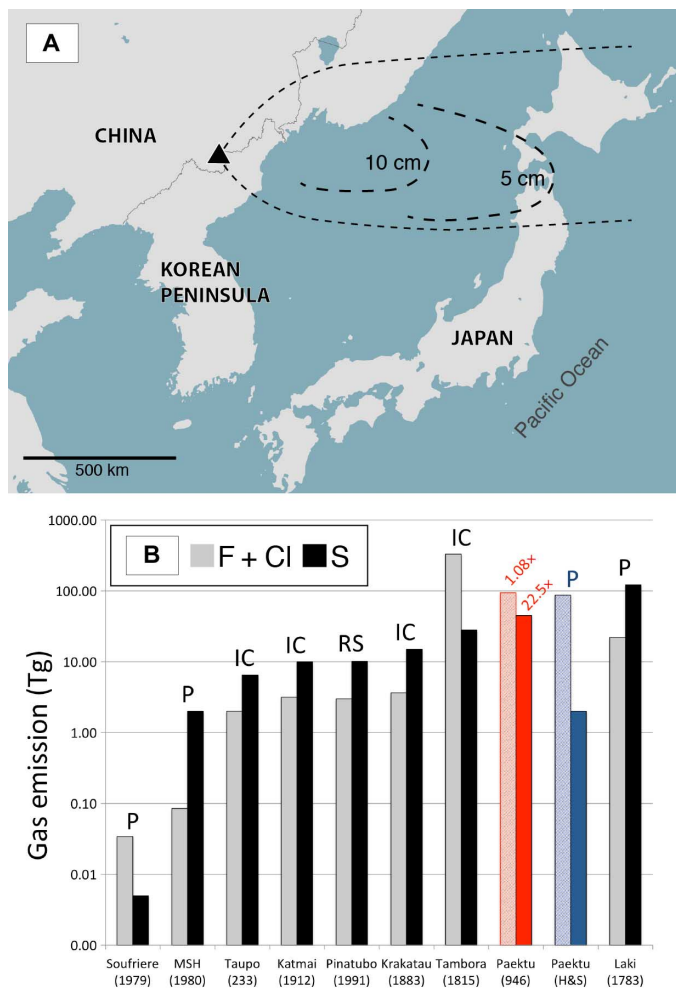 A
CHINA
10 cm
5 cm
KOREAN
PENINSULA
JAPAN
Pacific Ocean
500 km
B
F + Cl
S
Gas emission (Tg)
1000.00
100.00
10.00
1.00
0.10
0.01
0.00
P
P
IC
IC
RS
IC
IC
1.08×
22.5×
P
P
Soufriere MSH Taupo Katmai Pinatubo Krakatau Tambora Paektu Paektu Laki
(1979) (1980) (233) (1912) (1991) (1883) (1815) (946) (H&S) (1783)